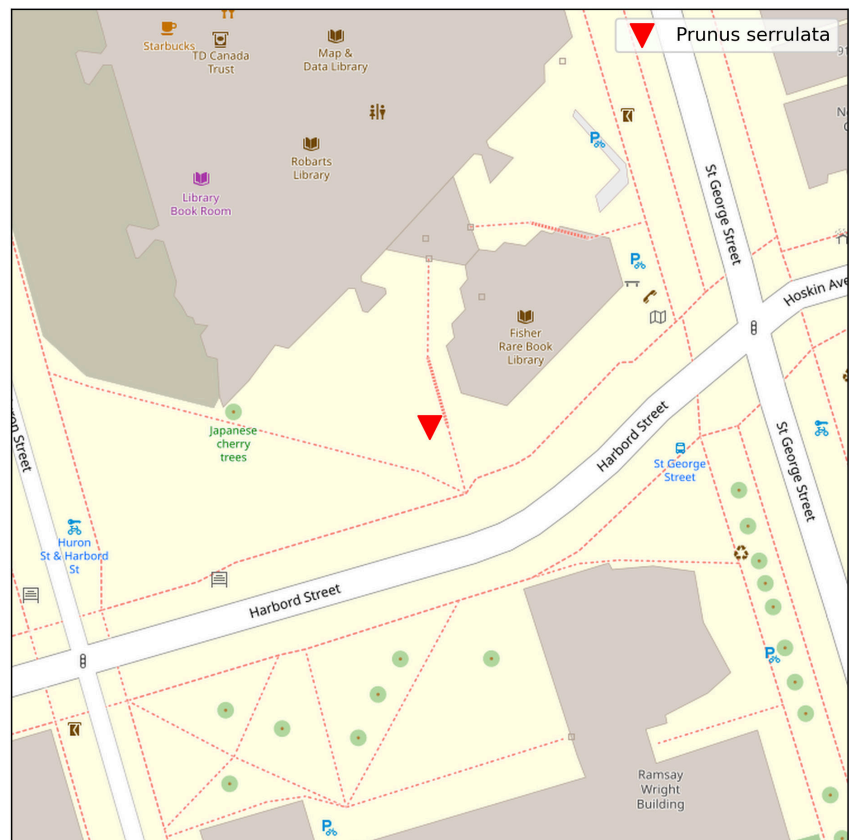 Prunus serrulata
Starbucks
TD Canada
Trust
Map &
Data Library
Robarts
Library
Library
Book Room
St George Street
Hoskin Ave
Fisher
Rare Book
Library
Japanese
cherry
trees
Harbord Street
St George
Street
St George Street
on Street
Huron
St & Harbord
St
Harbord Street
Ramsay
Wright
Building